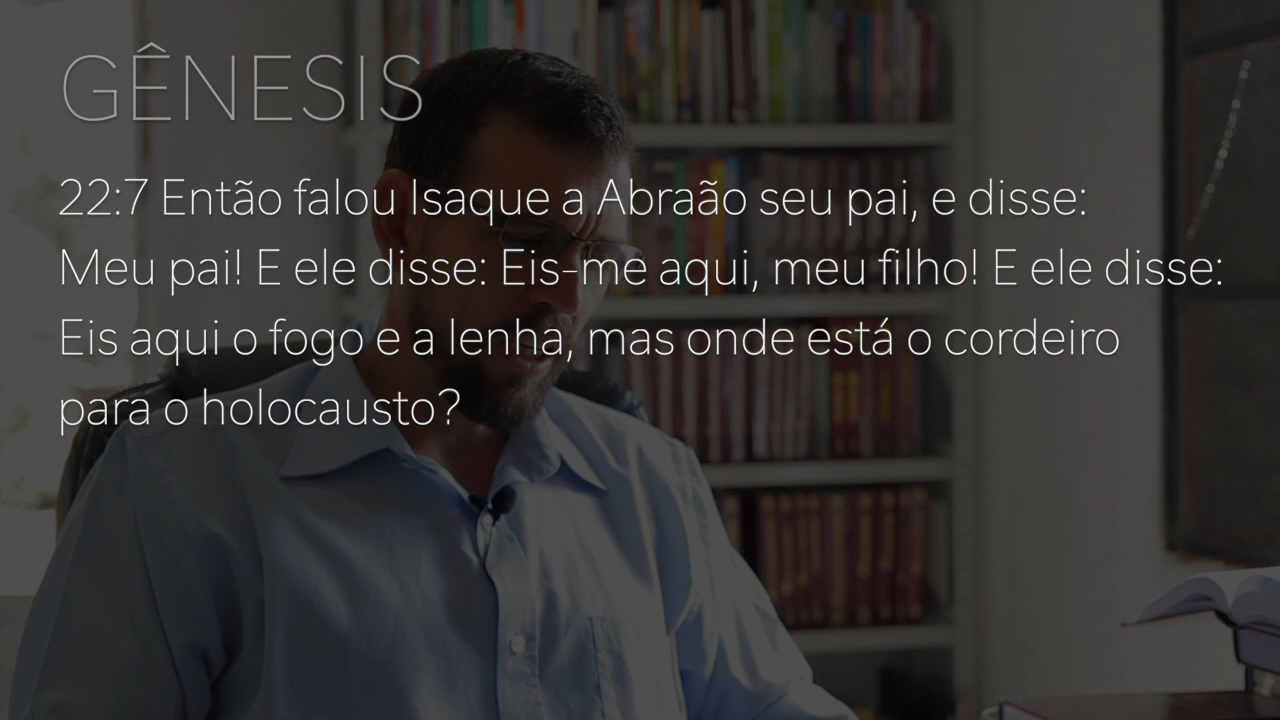 GÊNESIS
22:7 Então falou Isaque a Abraão seu pai, e disse:
Meu pai! E ele disse: Eis-me aqui, meu filho! E ele disse:
Eis aqui o fogo e a lenha, mas onde está o cordeiro
para o holocausto?